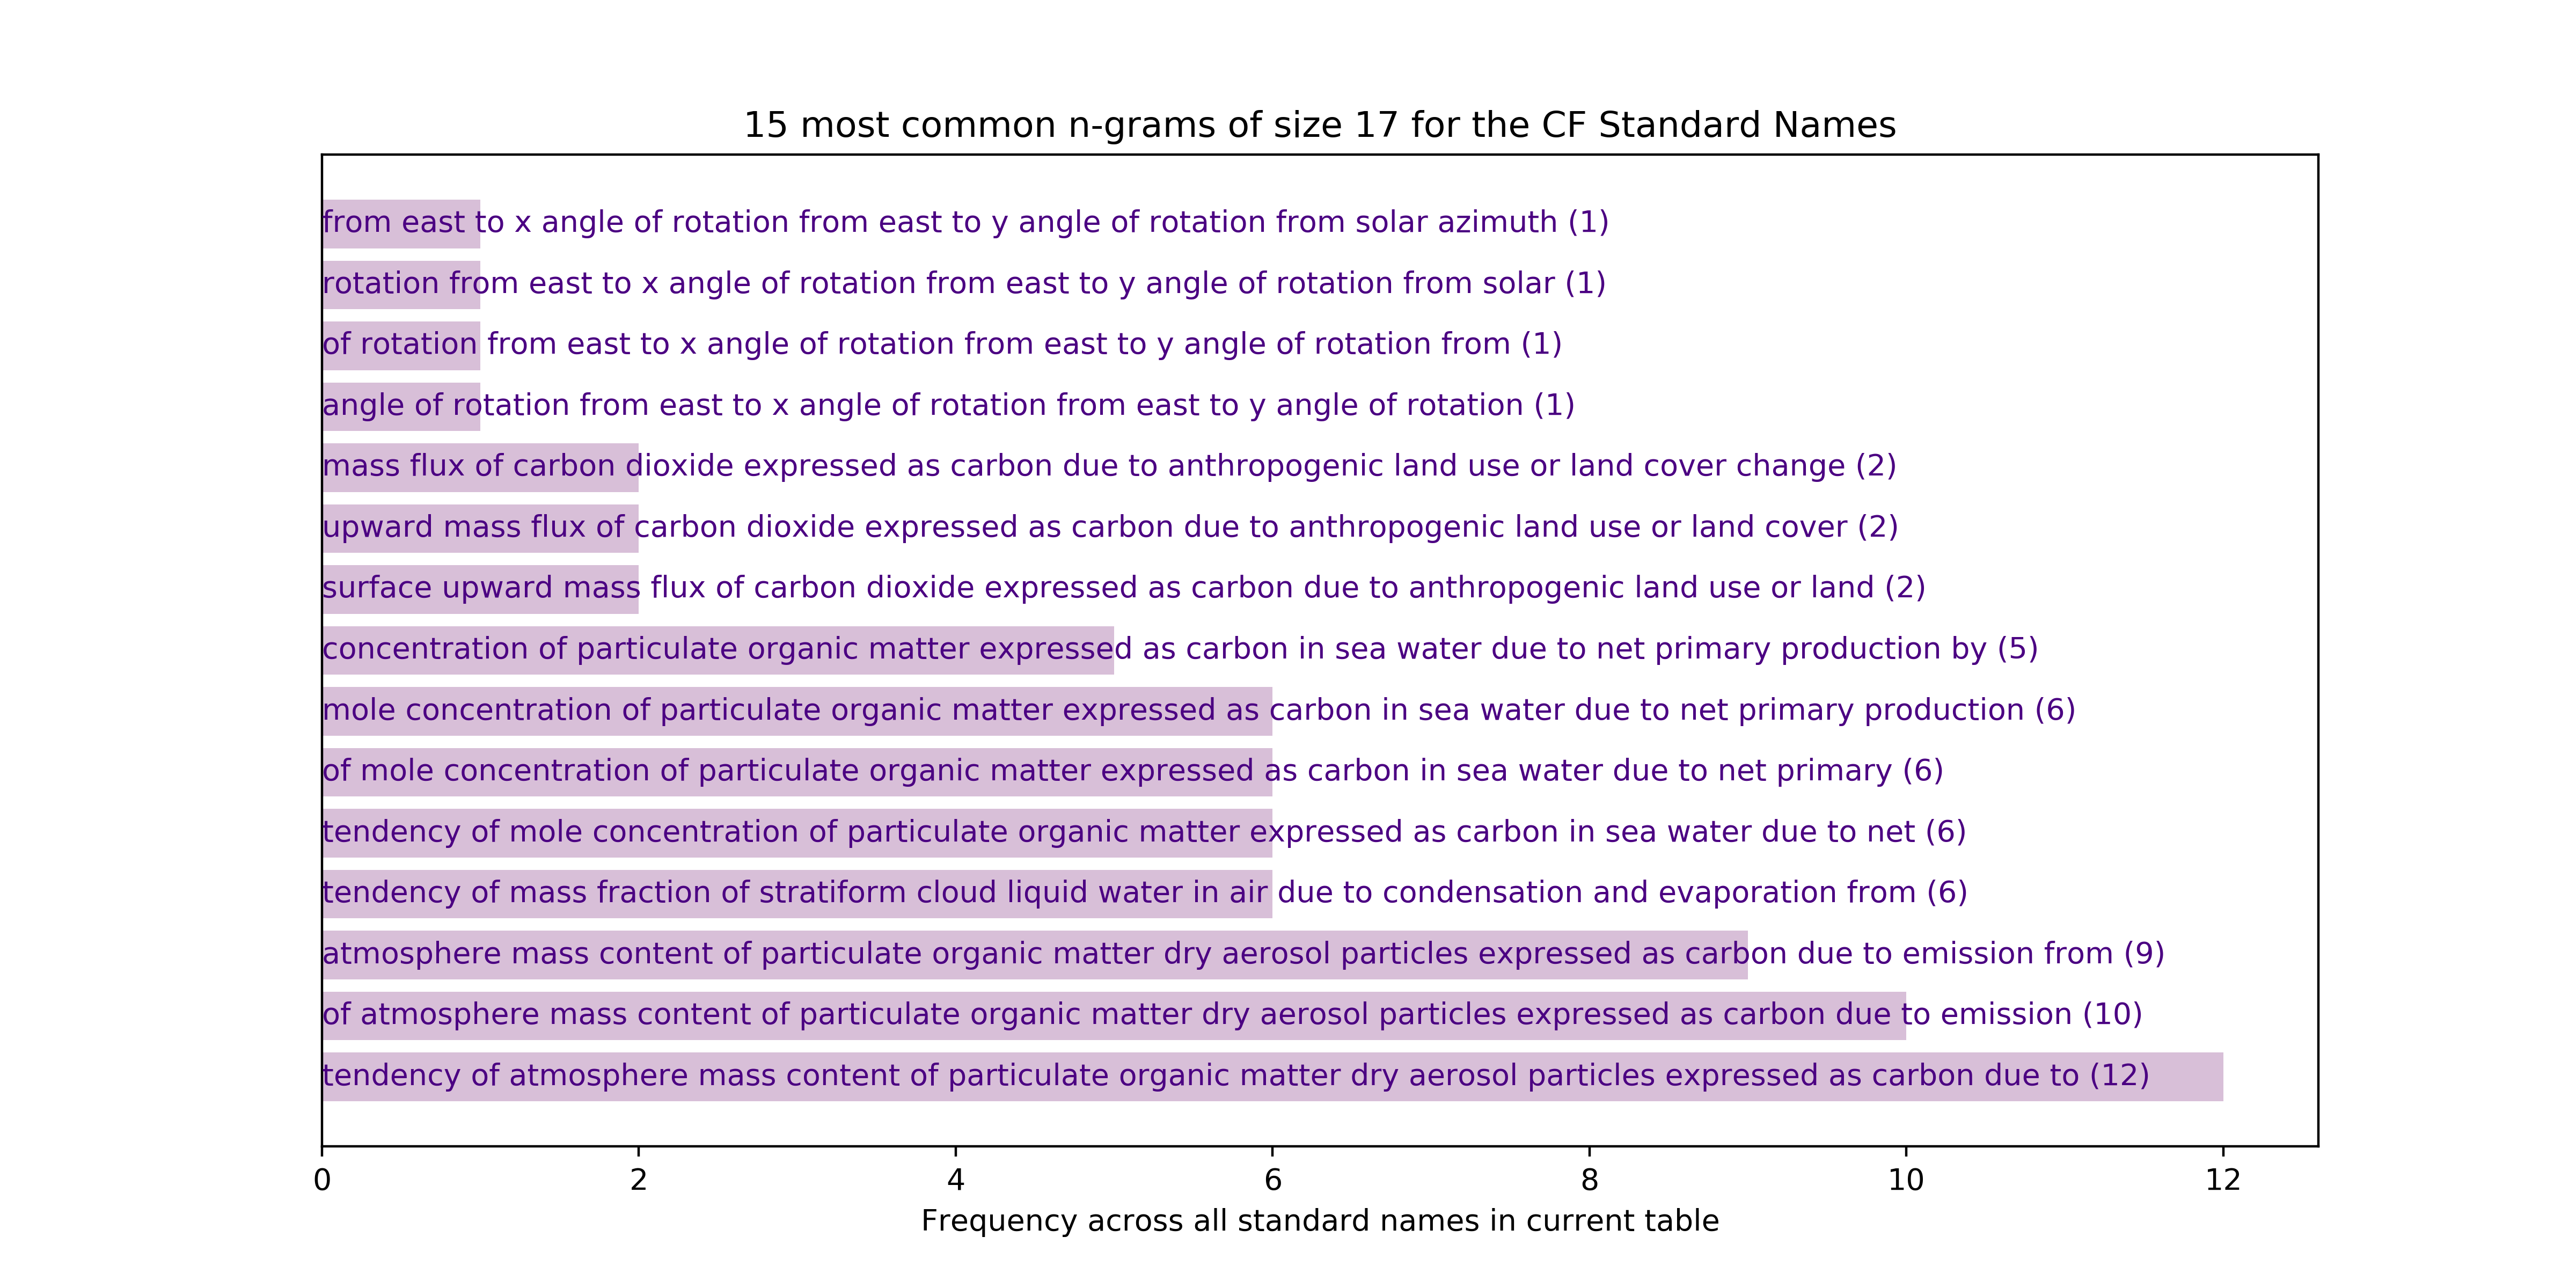 15 most common n-grams of size 17 for the CF Standard Names
from east to x angle of rotation from east to y angle of rotation from solar azimuth (1)
rotation from east to x angle of rotation from east to y angle of rotation from solar (1)
of rotation from east to x angle of rotation from east to y angle of rotation from (1)
angle of rotation from east to x angle of rotation from east to y angle of rotation (1)
mass flux of carbon dioxide expressed as carbon due to anthropogenic land use or land cover change (2)
upward mass flux of carbon dioxide expressed as carbon due to anthropogenic land use or land cover (2)
surface upward mass flux of carbon dioxide expressed as carbon due to anthropogenic land use or land (2)
concentration of particulate organic matter expressed as carbon in sea water due to net primary production by (5)
mole concentration of particulate organic matter expressed as carbon in sea water due to net primary production (6)
of mole concentration of particulate organic matter expressed as carbon in sea water due to net primary (6)
tendency of mole concentration of particulate organic matter expressed as carbon in sea water due to net (6)
tendency of mass fraction of stratiform cloud liquid water in air due to condensation and evaporation from (6)
atmosphere mass content of particulate organic matter dry aerosol particles expressed as carbon due to emission from (9)
of atmosphere mass content of particulate organic matter dry aerosol particles expressed as carbon due to emission (10)
tendency of atmosphere mass content of particulate organic matter dry aerosol particles expressed as carbon due to (12)
0 2 4 6 8 10 12
Frequency across all standard names in current table